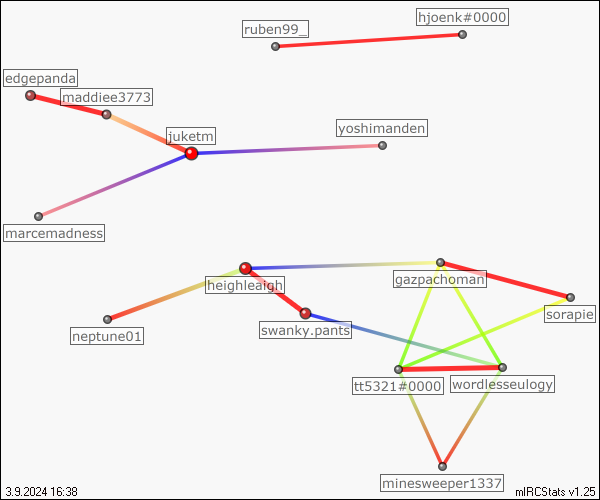 hjoenk#0000
ruben99_
edgepanda
maddiee3773
juketm
yoshimanden
marcemadness
heighleaigh
gazpachoman
neptune01
swanky.pants
sorapie
tt5321#0000
wordlesseulogy
minesweeper1337
3.9.2024 16:38
mIRCStats v1.25